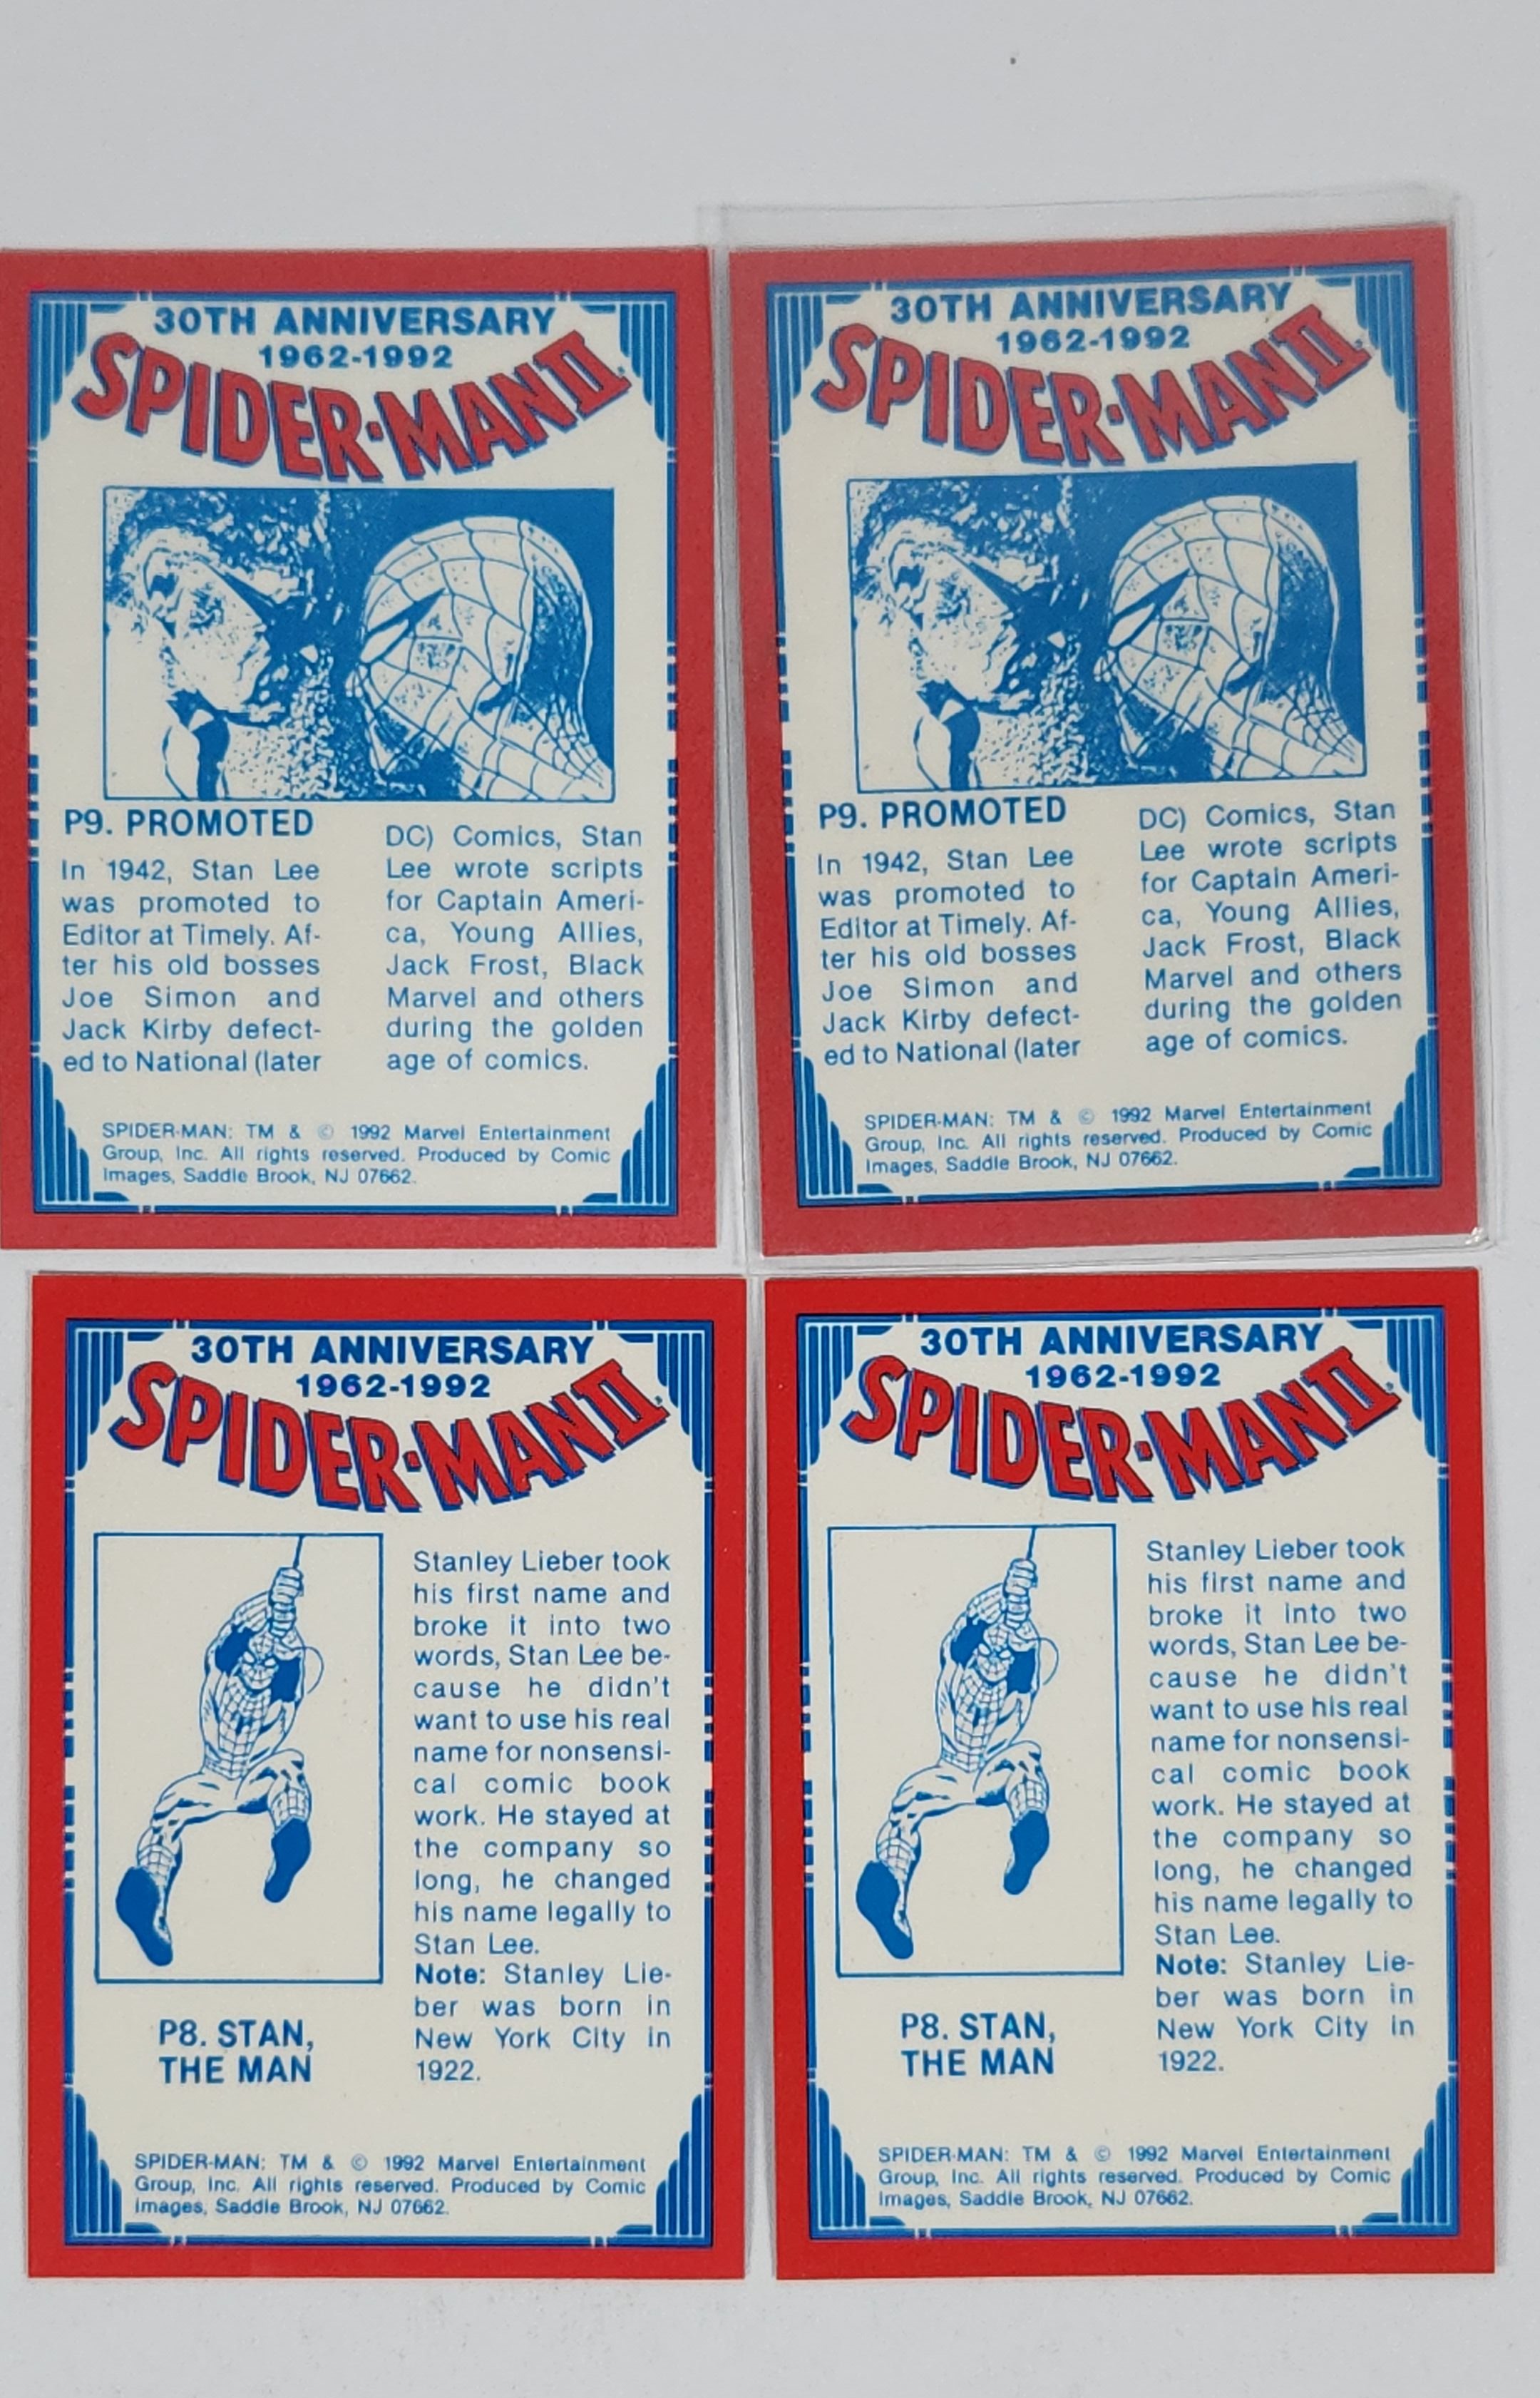 30TH ANNIVERSARY
1962-1992
SPIDER-MAN II
P9. PROMOTED
In 1942, Stan Lee
was promoted to
Editor at Timely. Af-
ter his old bosses
Joe Simon and
Jack Kirby defect-
ed to National (later
DC) Comics, Stan
Lee wrote scripts
for Captain Ameri-
ca, Young Allies,
Jack Frost, Black
Marvel and others
during the golden
age of comics.
SPIDER-MAN: TM & © 1992 Marvel Entertainment
Group, Inc. All rights reserved. Produced by Comic
Images, Saddle Brook, NJ 07662.
30TH ANNIVERSARY
1962-1992
SPIDER-MAN II
P9. PROMOTED
In 1942, Stan Lee
was promoted to
Editor at Timely. Af-
ter his old bosses
Joe Simon and
Jack Kirby defect-
ed to National (later
DC) Comics, Stan
Lee wrote scripts
for Captain Ameri-
ca, Young Allies,
Jack Frost, Black
Marvel and others
during the golden
age of comics.
SPIDER-MAN: TM & © 1992 Marvel Entertainment
Group, Inc. All rights reserved. Produced by Comic
Images, Saddle Brook, NJ 07662.
30TH ANNIVERSARY
1962-1992
SPIDER-MAN II
Stanley Lieber took
his first name and
broke it into two
words, Stan Lee be-
cause he didn't
want to use his real
name for nonsensi-
cal comic book
work. He stayed at
the company so
long, he changed
his name legally to
Stan Lee.
Note: Stanley Lie-
ber was born in
New York City in
1922.
P8. STAN,
THE MAN
SPIDER-MAN: TM & © 1992 Marvel Entertainment
Group, Inc. All rights reserved. Produced by Comic
Images, Saddle Brook, NJ 07662.
30TH ANNIVERSARY
1962-1992
SPIDER-MAN II
Stanley Lieber took
his first name and
broke it into two
words, Stan Lee be-
cause he didn't
want to use his real
name for nonsensi-
cal comic book
work. He stayed at
the company so
long, he changed
his name legally to
Stan Lee.
Note: Stanley Lie-
ber was born in
New York City in
1922.
P8. STAN,
THE MAN
SPIDER-MAN: TM & © 1992 Marvel Entertainment
Group, Inc. All rights reserved. Produced by Comic
Images, Saddle Brook, NJ 07662.